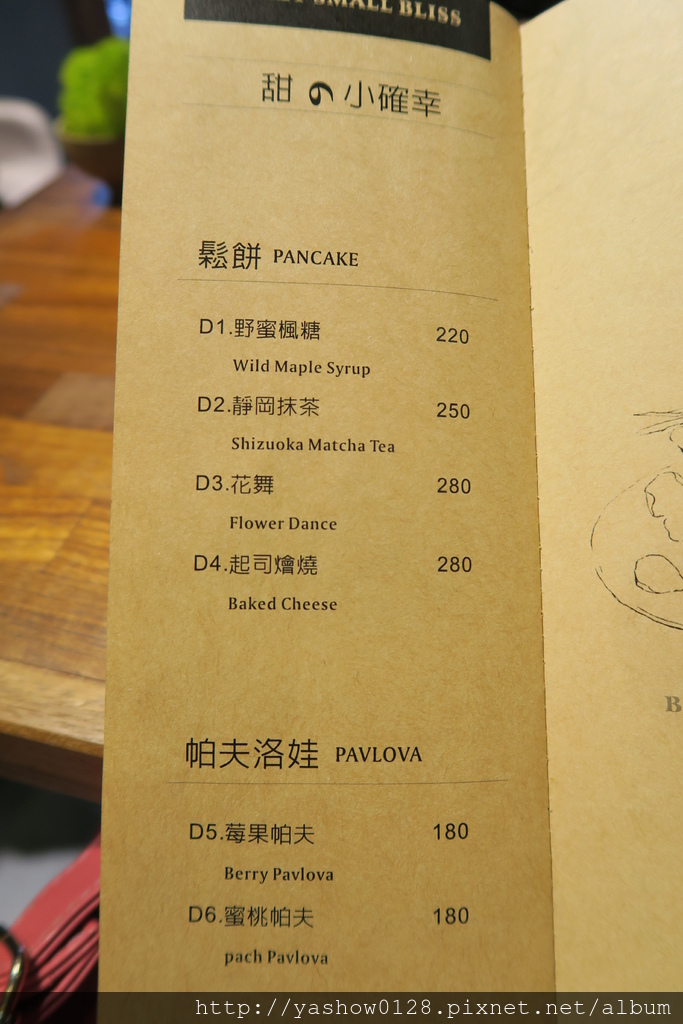 SMALL BLISS
甜の小確幸
鬆餅 PANCAKE
D1.野蜜楓糖 220
Wild Maple Syrup
D2.靜岡抹茶 250
Shizuoka Matcha Tea
D3.花舞 280
Flower Dance
D4.起司燴燒 280
Baked Cheese
帕夫洛娃 PAVLOVA
D5.莓果帕夫 180
Berry Pavlova
D6.蜜桃帕夫 180
pach Pavlova
B
http://yashow0128.pixnet.net/album